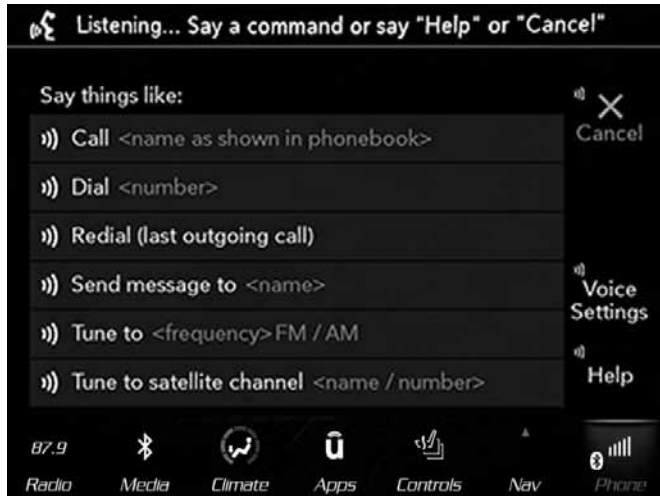 Listening... Say a command or say "Help" or "Cancel"
Say things like:
Call <name as shown in phonebook>
Cancel
Dial <number>
Redial (last outgoing call)
Send message to <name>
Voice
Settings
Tune to <frequency> FM / AM
Tune to satellite channel <name / number>
Help
87.9
ū
Radio Media Climate Apps Controls Nav Phone